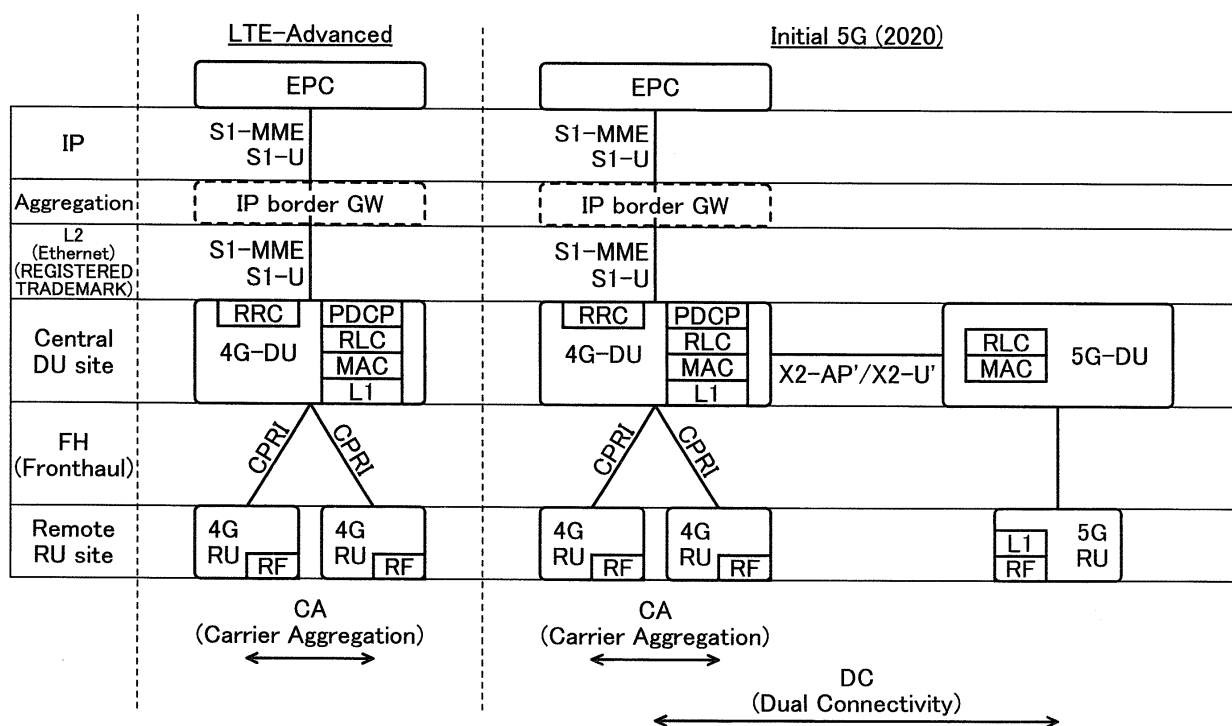 LTE-Advanced
Initial 5G (2020)
EPC
EPC
IP
S1-MME
S1-U
S1-MME
S1-U
Aggregation
IP border GW
IP border GW
L2
(Ethernet)
(REGISTERED
TRADEMARK)
S1-MME
S1-U
S1-MME
S1-U
Central
DU site
RRC
4G-DU
PDCP
RLC
MAC
L1
RRC
4G-DU
PDCP
RLC
MAC
L1
X2-AP'/X2-U'
RLC
MAC
5G-DU
FH
(Fronthaul)
CPRI
CPRI
CPRI
CPRI
Remote
RU site
4G
RU
RF
4G
RU
RF
4G
RU
RF
4G
RU
RF
L1
RF
5G
RU
CA
(Carrier Aggregation)
CA
(Carrier Aggregation)
DC
(Dual Connectivity)